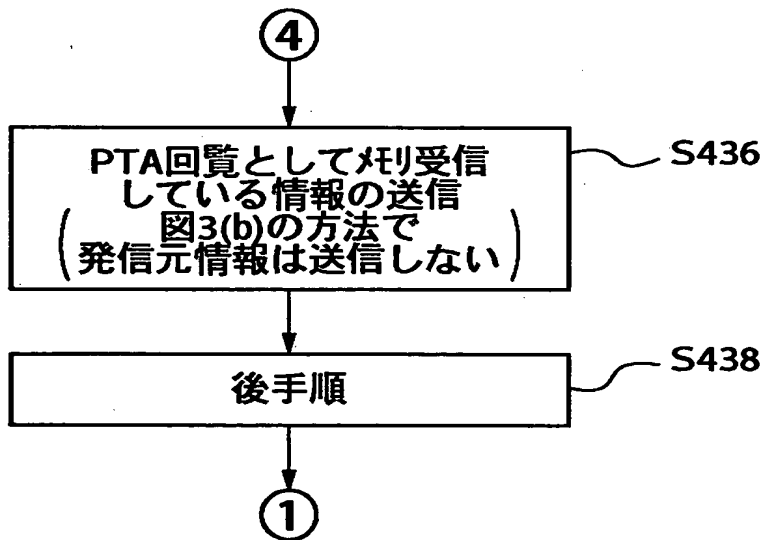 ④
PTA回覧としてメモリ受信
している情報の送信
(図3(b)の方法で
発信元情報は送信しない)
S436
後手順
S438
①